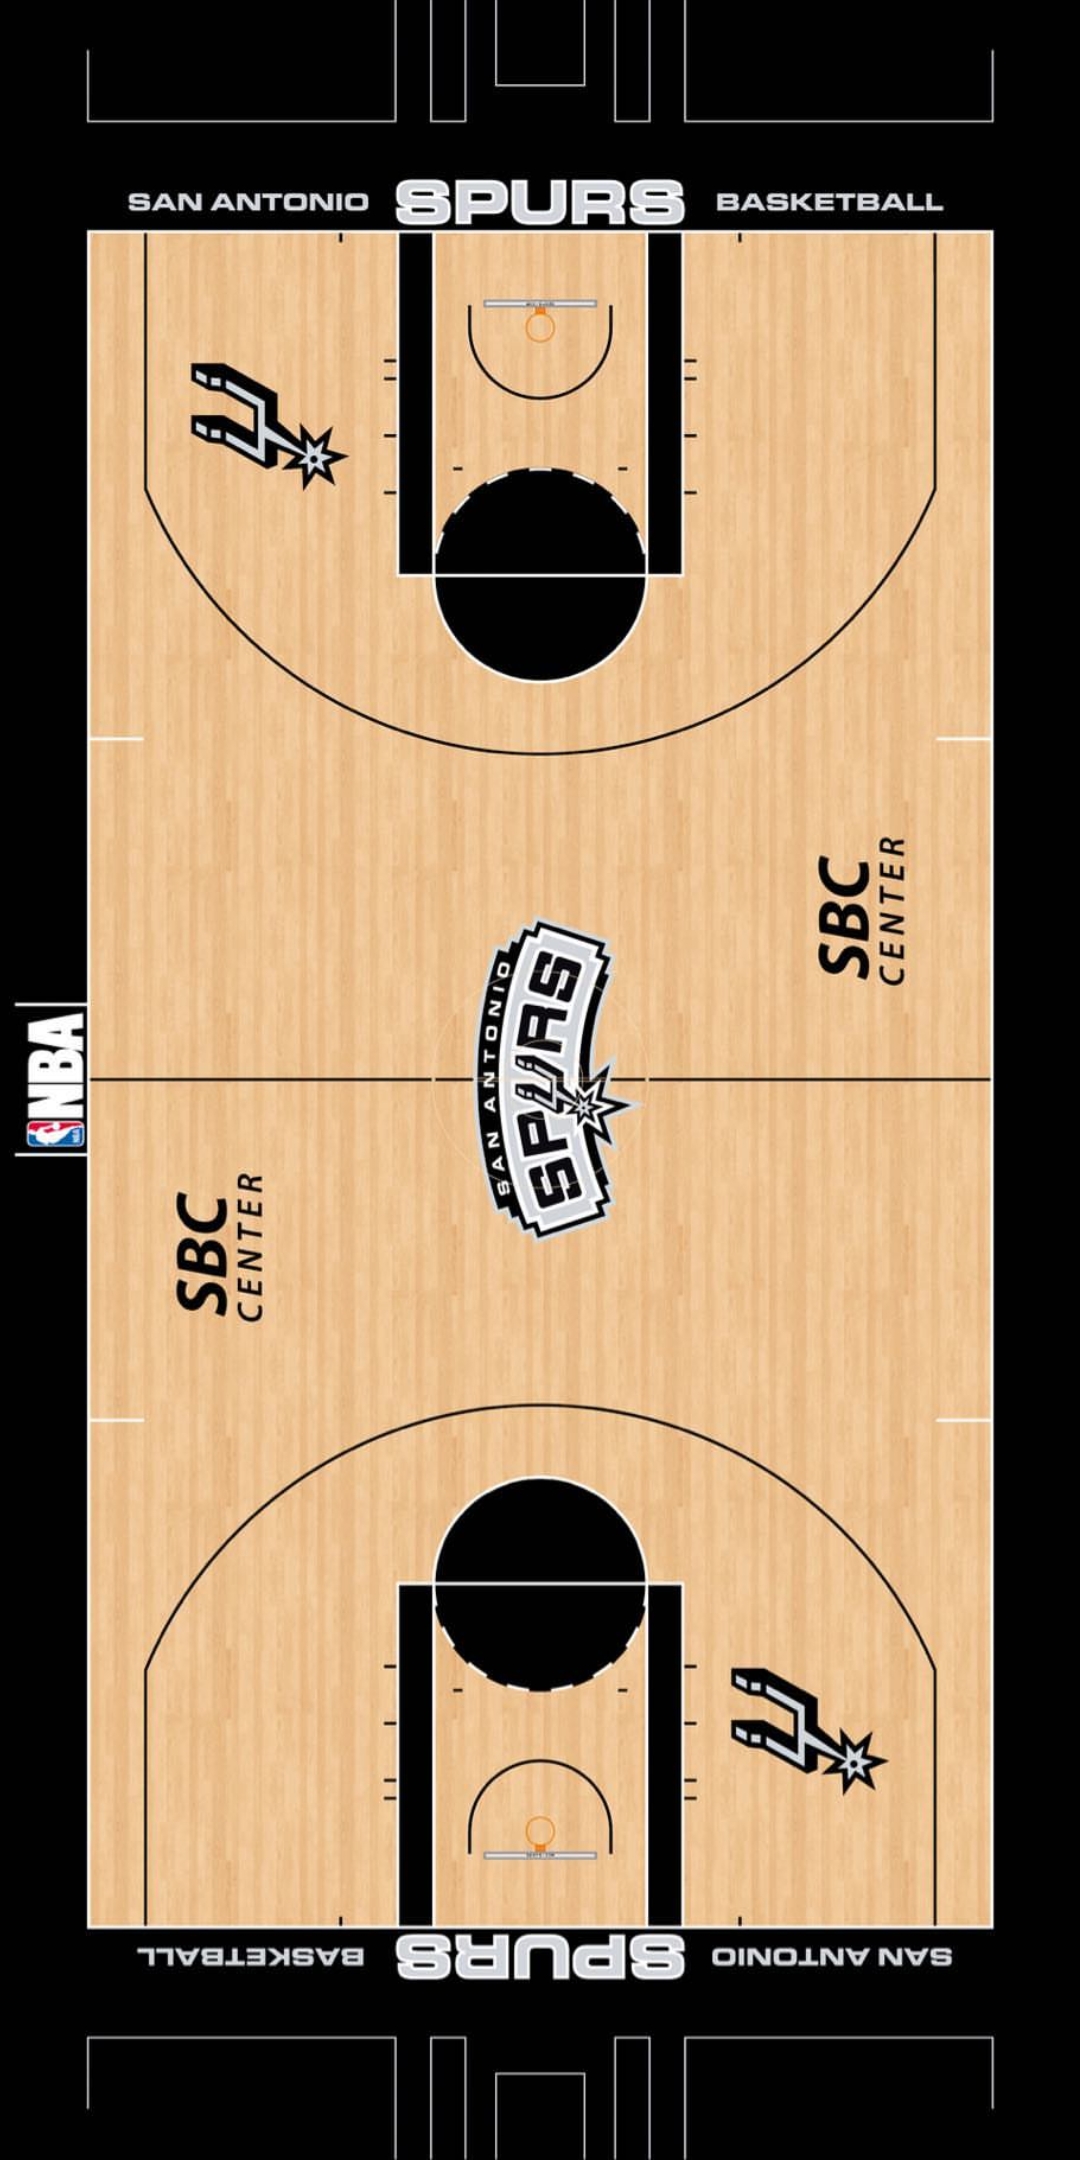 SAN ANTONIO SPURS BASKETBALL
SBC
CENTER
SAN ANTONIO
SPURS
NBA
SBC
CENTER
SAN ANTONIO SPURS BASKETBALL